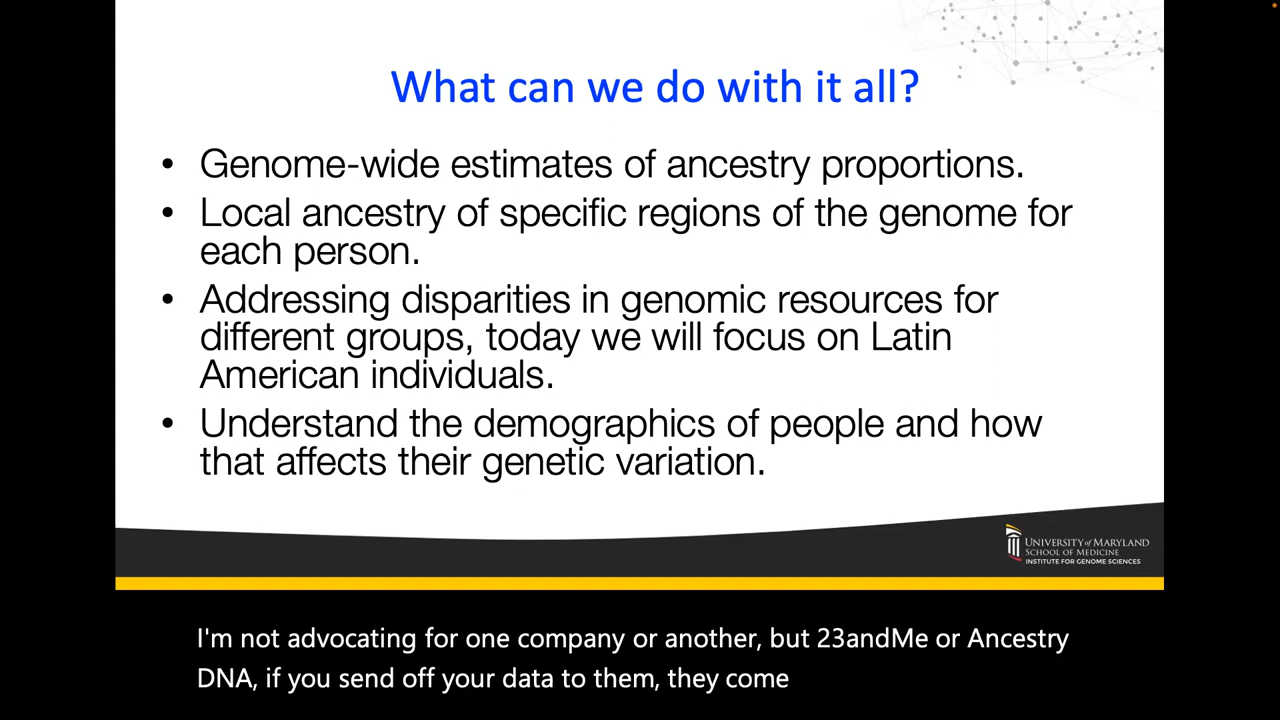 What can we do with it all?
• Genome-wide estimates of ancestry proportions.
• Local ancestry of specific regions of the genome for
each person.
• Addressing disparities in genomic resources for
different groups, today we will focus on Latin
American individuals.
• Understand the demographics of people and how
that affects their genetic variation.
UNIVERSITY of MARYLAND
SCHOOL OF MEDICINE
INSTITUTE FOR GENOME SCIENCES
I'm not advocating for one company or another, but 23andMe or Ancestry
DNA, if you send off your data to them, they come